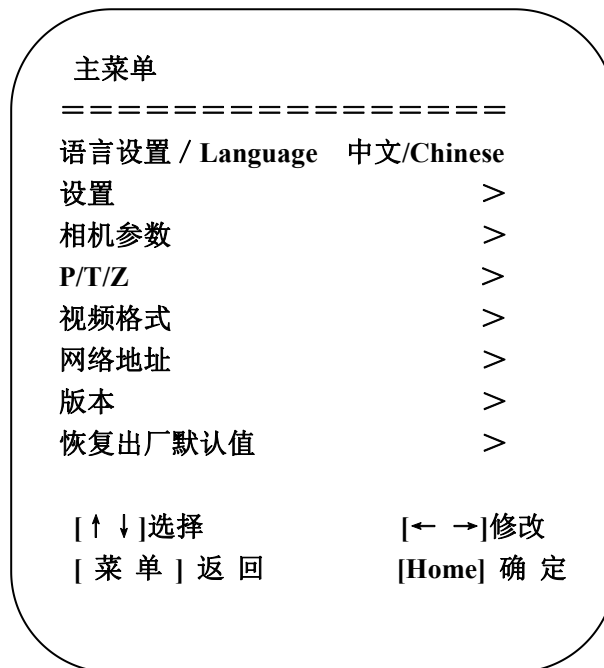 主菜单
================
语言设置 / Language 中文/Chinese
设置 >
相机参数 >
P/T/Z >
视频格式 >
网络地址 >
版本 >
恢复出厂默认值 >
[↑ ↓]选择 [← →]修改
[ 菜 单 ] 返 回 [Home] 确 定